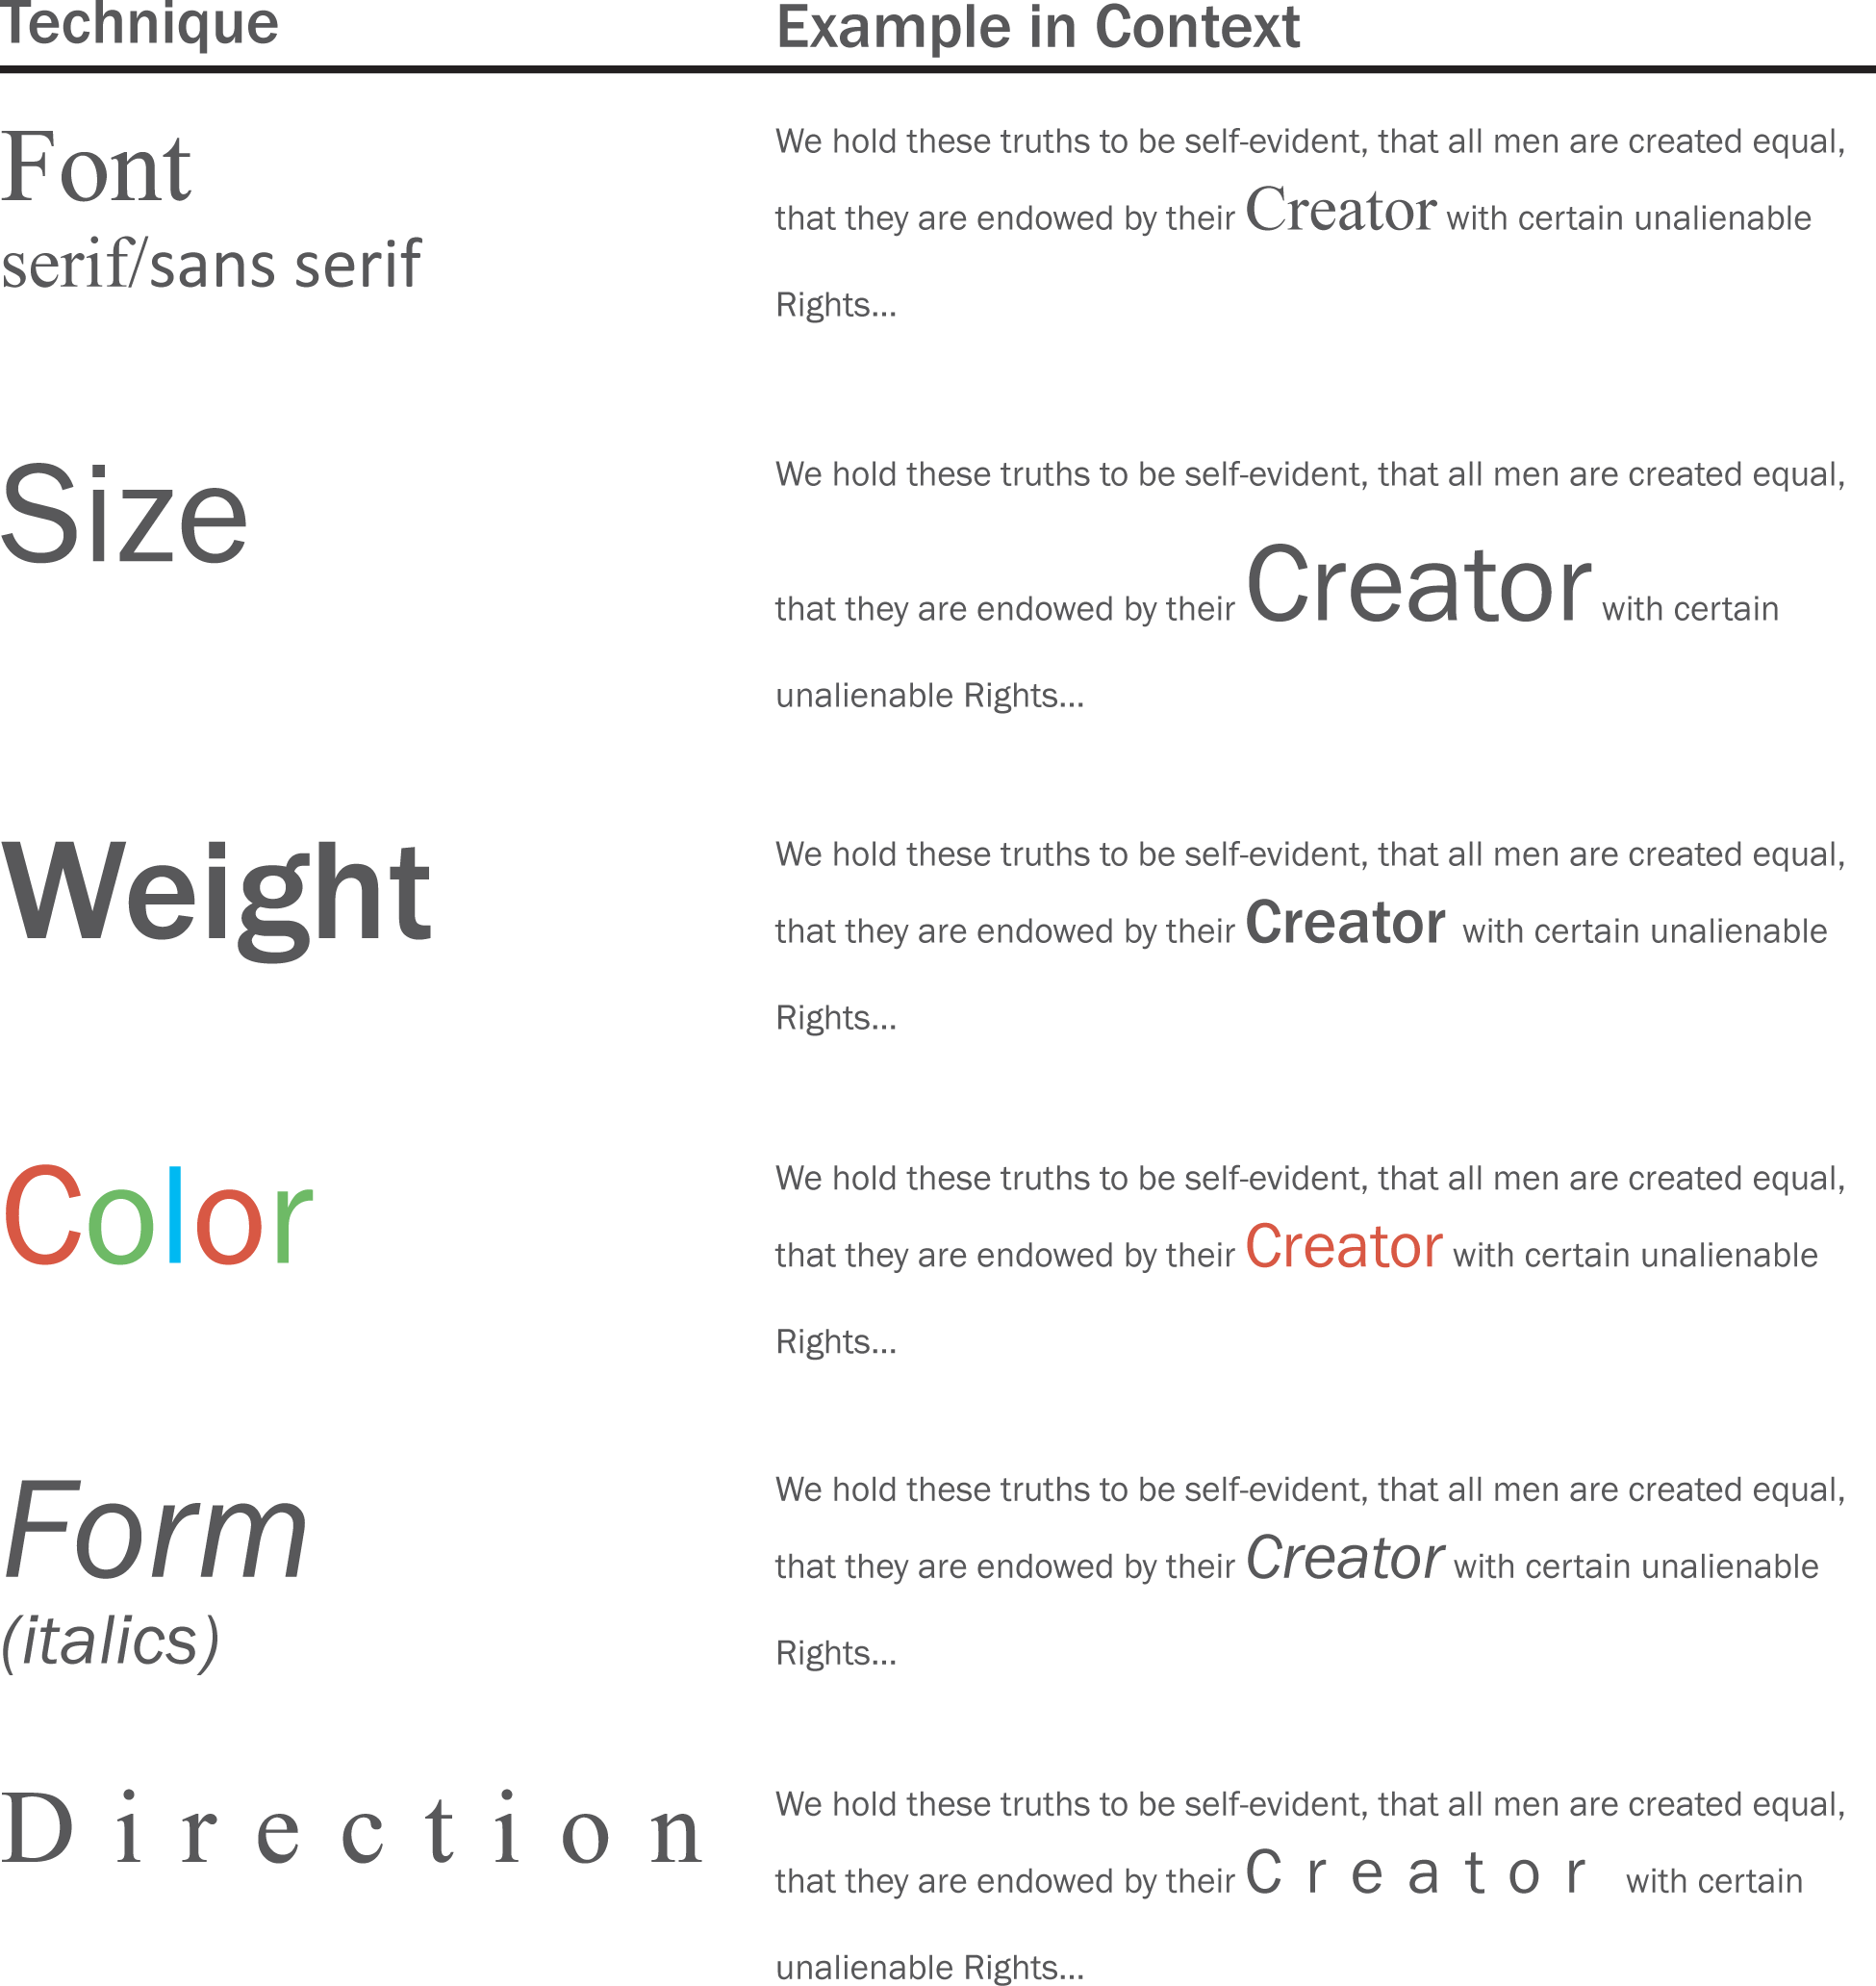 Technique
Example in Context
Font
serif/sans serif
We hold these truths to be self-evident, that all men are created equal,
that they are endowed by their Creator with certain unalienable
Rights...
Size
We hold these truths to be self-evident, that all men are created equal,
that they are endowed by their Creator with certain
unalienable Rights...
Weight
We hold these truths to be self-evident, that all men are created equal,
that they are endowed by their Creator with certain unalienable
Rights...
Color
We hold these truths to be self-evident, that all men are created equal,
that they are endowed by their Creator with certain unalienable
Rights...
Form
(italics)
We hold these truths to be self-evident, that all men are created equal,
that they are endowed by their Creator with certain unalienable
Rights...
Direction
We hold these truths to be self-evident, that all men are created equal,
that they are endowed by their Creator with certain
unalienable Rights...